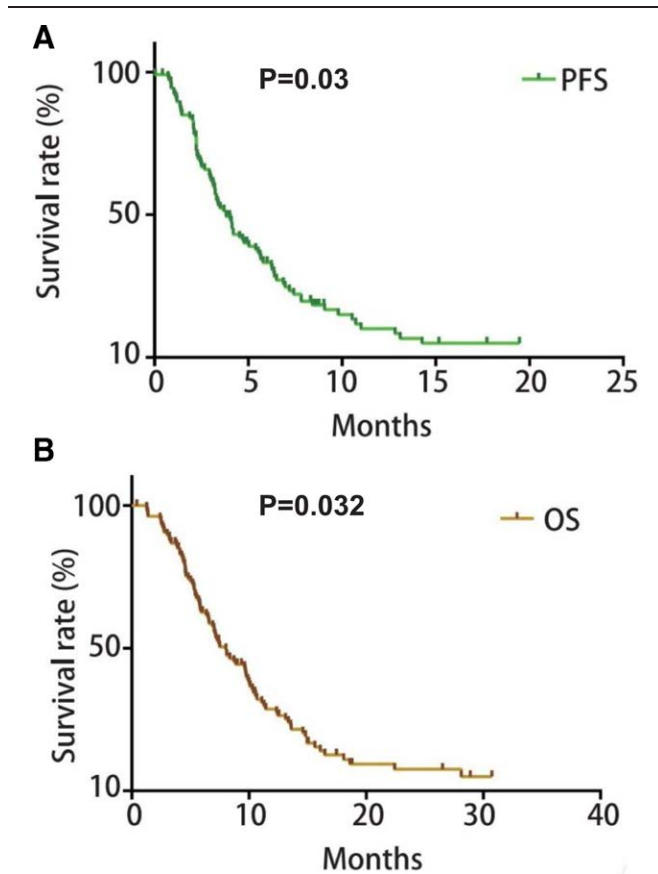 A
100
P=0.03
PFS
Survival rate (%)
50
10
0 5 10 15 20 25
Months
B
100
P=0.032
OS
Survival rate (%)
50
10
0 10 20 30 40
Months